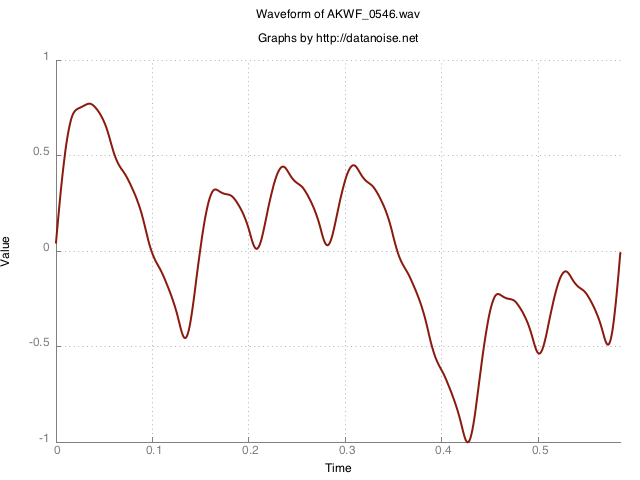 Waveform of AKWF_0546.wav
Graphs by http://datanoise.net
1
0.5
0
-0.5
-1
Value
0 0.1 0.2 0.3 0.4 0.5
Time